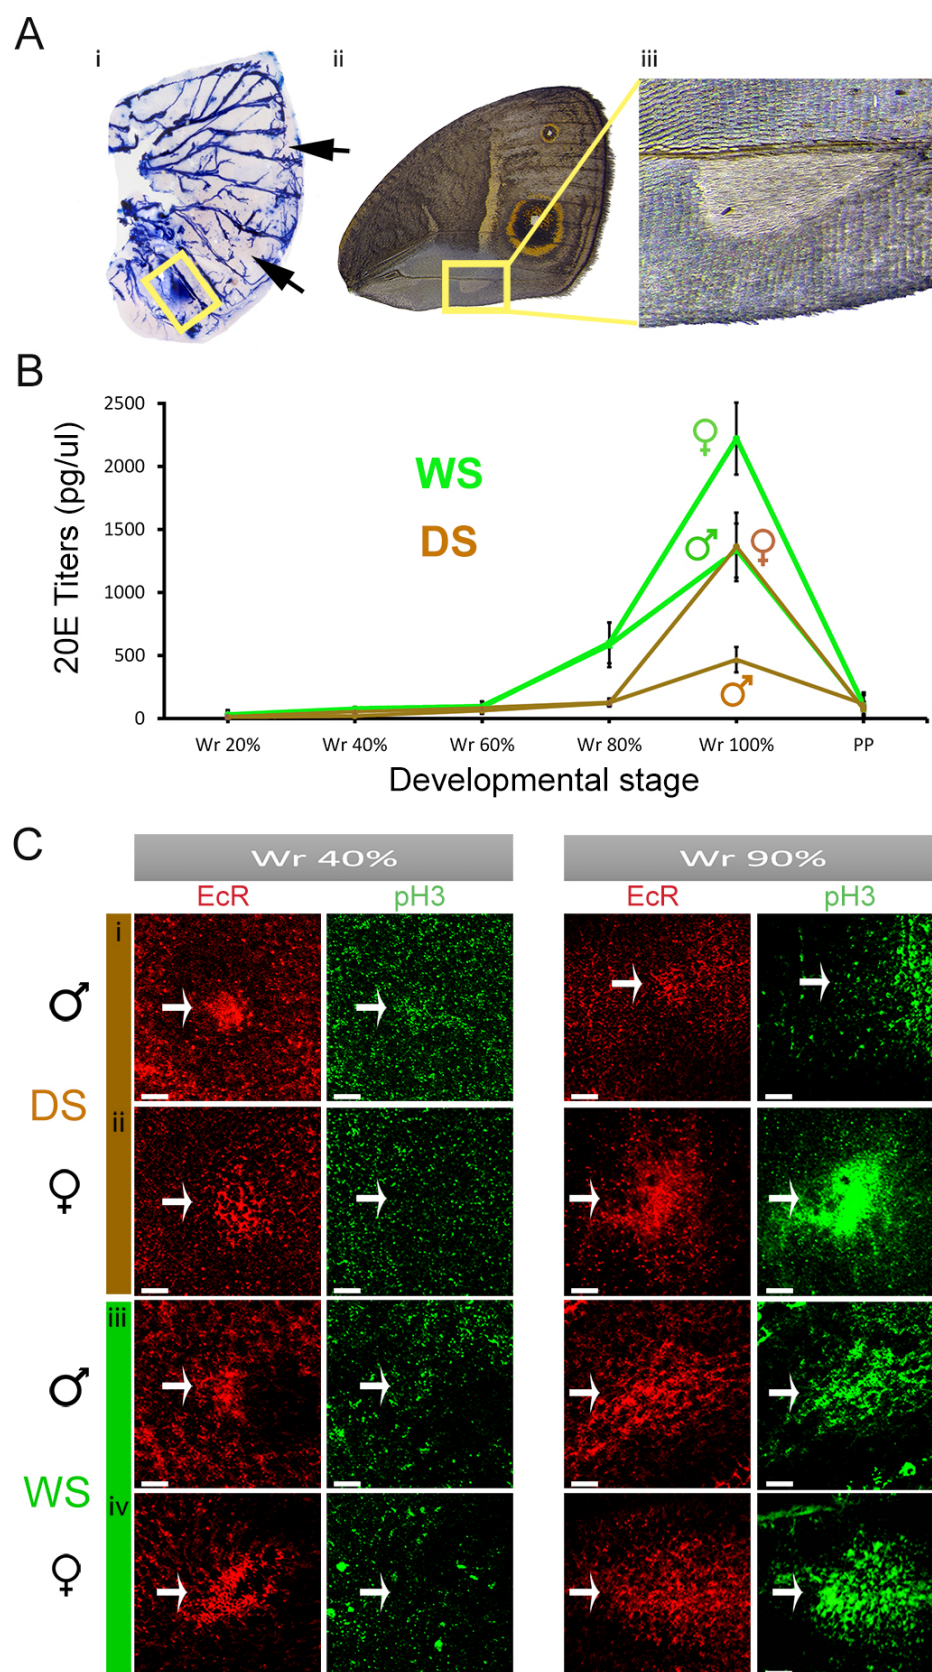 A
i ii iii
B
2500
2000
1500
1000
500
0
20E Titers (pg/ul)
WS
DS
♀
♂ ♀
♂
Wr 20% Wr 40% Wr 60% Wr 80% Wr 100% PP
Developmental stage
C
Wr 40% Wr 90%
EcR pH3 EcR pH3
i
♂
DS
ii
♀
iii
♂
WS
iv
♀